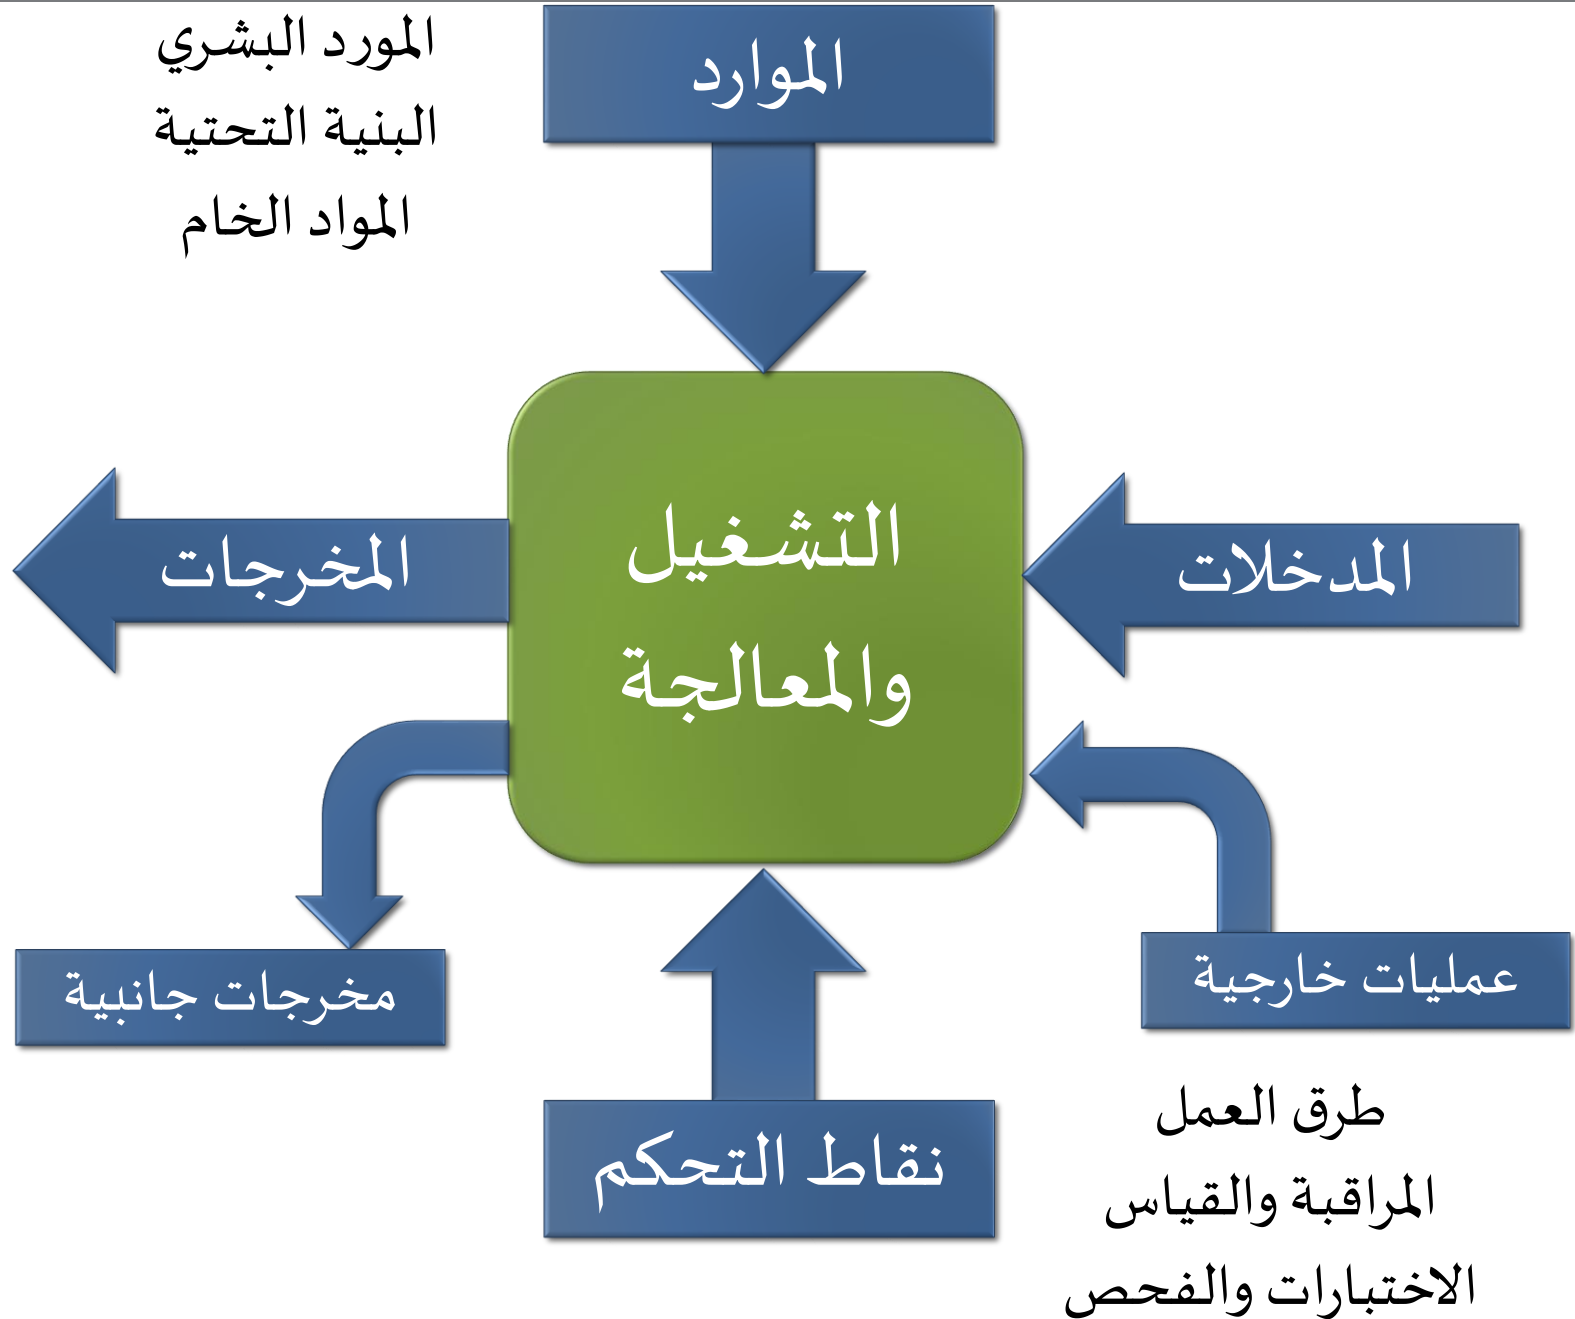 الموارد
المورد البشري
البنية التحتية
المواد الخام
المدخلات
التشغيل
والمعالجة
المخرجات
عمليات خارجية
مخرجات جانبية
نقاط التحكم
طرق العمل
المراقبة والقياس
الاختبارات والفحص